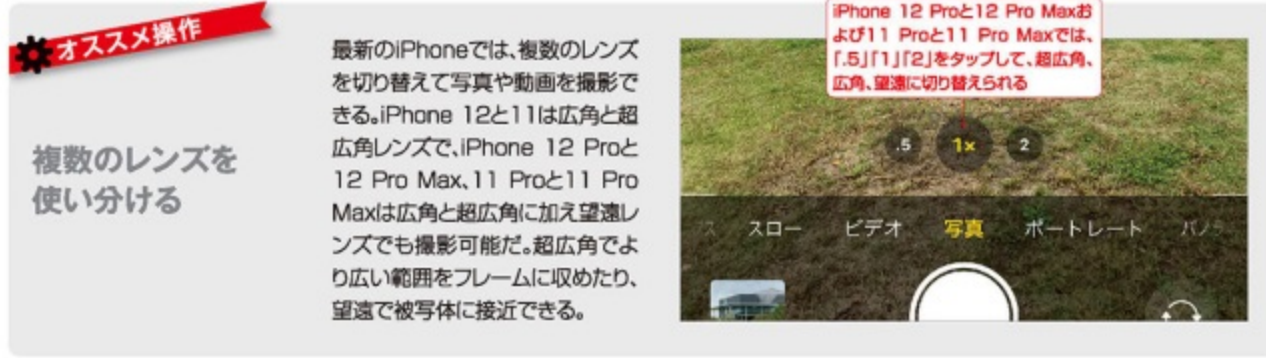 オススメ操作
複数のレンズを
使い分ける
最新のiPhoneでは、複数のレンズ
を切り替えて写真や動画を撮影で
きる。iPhone 12と11は広角と超
広角レンズで、iPhone 12 Proと
12 Pro Max、11 Proと11 Pro
Maxは広角と超広角に加え望遠レ
ンズでも撮影可能だ。超広角でよ
り広い範囲をフレームに収めたり、
望遠で被写体に接近できる。
iPhone 12 Proと12 Pro Maxお
よび11 Proと11 Pro Maxでは、
「.5」「1」「2」をタップして、超広角、
広角、望遠に切り替えられる
.5 1× 2
ス スロー ビデオ 写真 ポートレート パノラ